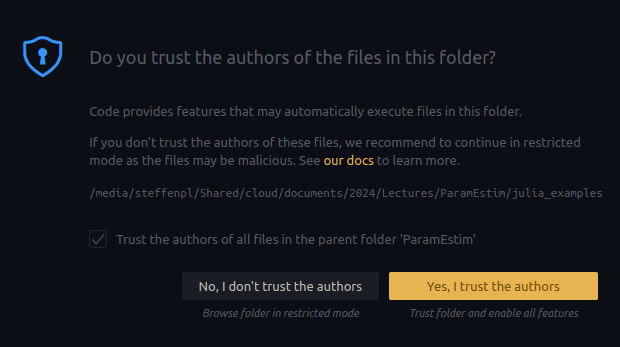 Do you trust the authors of the files in this folder?
Code provides features that may automatically execute files in this folder.
If you don't trust the authors of these files, we recommend to continue in restricted
mode as the files may be malicious. See our docs to learn more.
/media/steffenpl/Shared/cloud/documents/2024/Lectures/ParamEstim/julia_examples
Trust the authors of all files in the parent folder 'ParamEstim'
No, I don't trust the authors
Yes, I trust the authors
Browse folder in restricted mode
Trust folder and enable all features